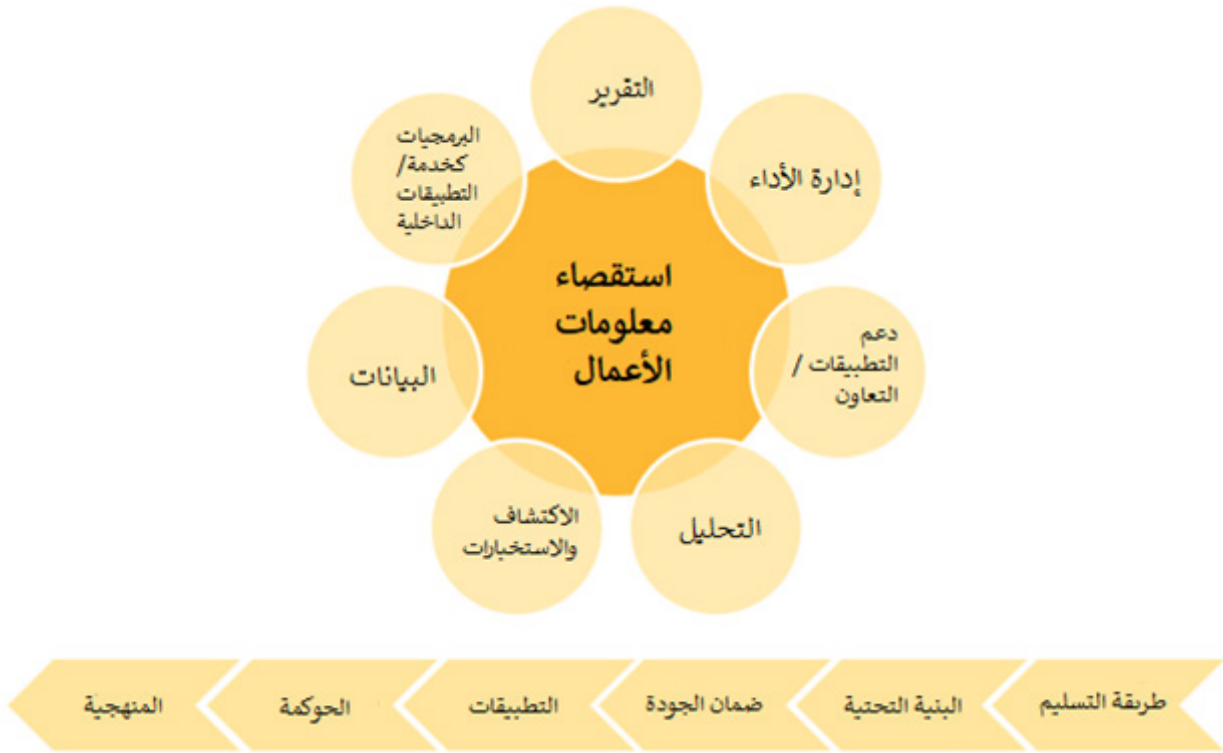 التقرير
إدارة الأداء
دعم
التطبيقات /
التعاون
التحليل
الاكتشاف
والاستخبارات
البيانات
البرمجيات
كخدمة/
التطبيقات
الداخلية
استقصاء
معلومات
الأعمال
طريقة التسليم
البنية التحتية
ضمان الجودة
التطبيقات
الحوكمة
المنهجية